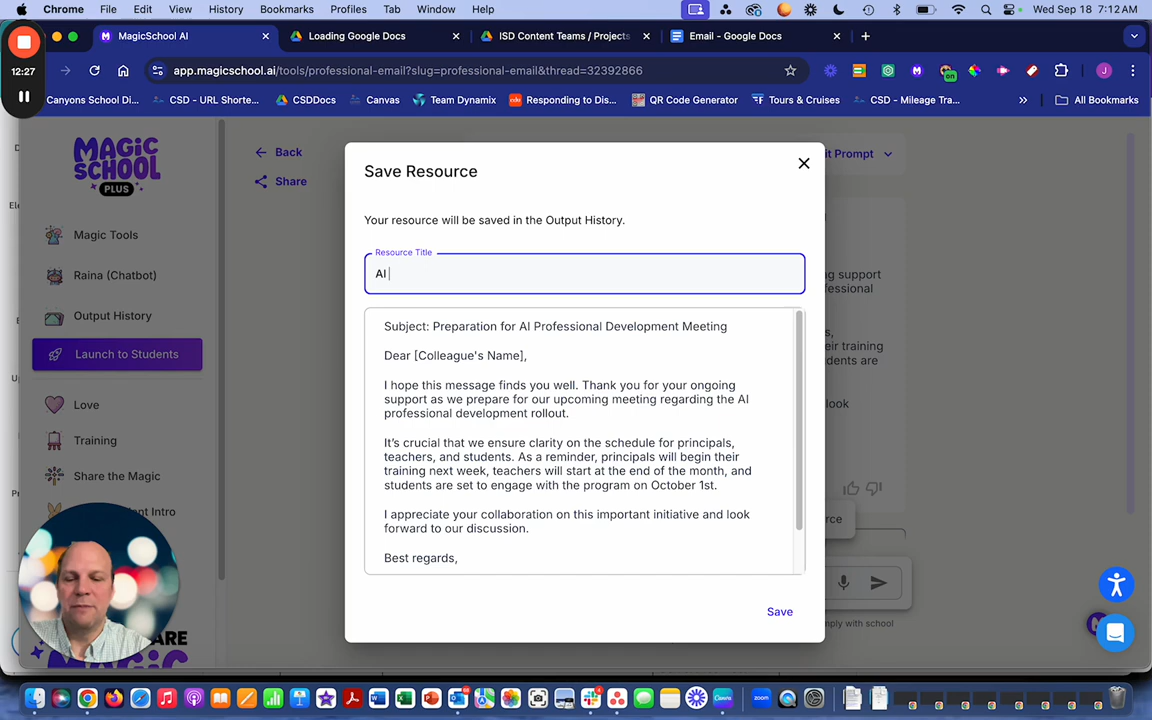 Chrome File Edit View History Bookmarks Profiles Tab Window Help Wed Sep 18 7:12 AM
MagicSchool AI Loading Google Docs ISD Content Teams / Projects Email - Google Docs
12:27 app.magicschool.ai/tools/professional-email?slug=professional-email&thread=32392866
Canyons School Di... CSD - URL Shorte... CSDDocs Canvas Team Dynamix Responding to Dis... QR Code Generator Tours & Cruises CSD - Mileage Tra... » All Bookmarks
MAGIC
SCHOOL
PLUS
Magic Tools
Raina (Chatbot)
Output History
Launch to Students
Love
Training
Share the Magic
Intro
Back
Share
Prompt
Save Resource
Your resource will be saved in the Output History.
Resource Title
AI
Subject: Preparation for AI Professional Development Meeting
Dear [Colleague's Name],
I hope this message finds you well. Thank you for your ongoing
support as we prepare for our upcoming meeting regarding the AI
professional development rollout.
It's crucial that we ensure clarity on the schedule for principals,
teachers, and students. As a reminder, principals will begin their
training next week, teachers will start at the end of the month, and
students are set to engage with the program on October 1st.
I appreciate your collaboration on this important initiative and look
forward to our discussion.
Best regards,
Save
support
training
look
comply with school